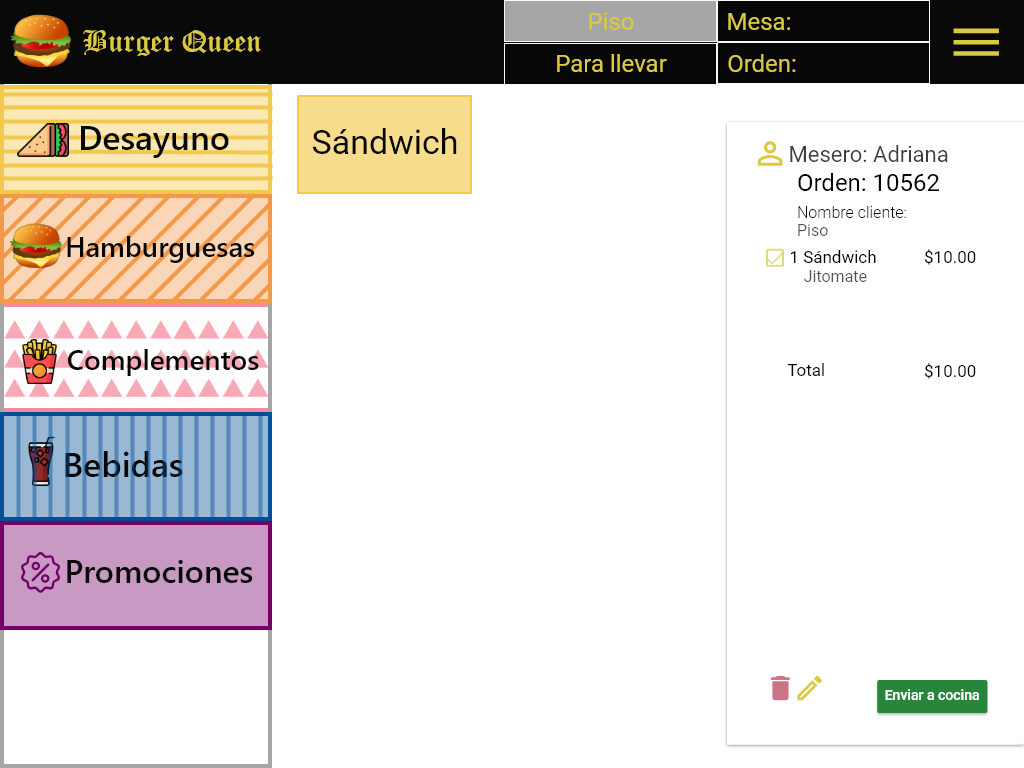 Burger Queen
Piso
Mesa:
Para llevar
Orden:
Desayuno
Hamburguesas
Complementos
Bebidas
Promociones
Sándwich
Mesero: Adriana
Orden: 10562
Nombre cliente:
Piso
1 Sándwich $10.00
Jitomate
Total $10.00
Enviar a cocina